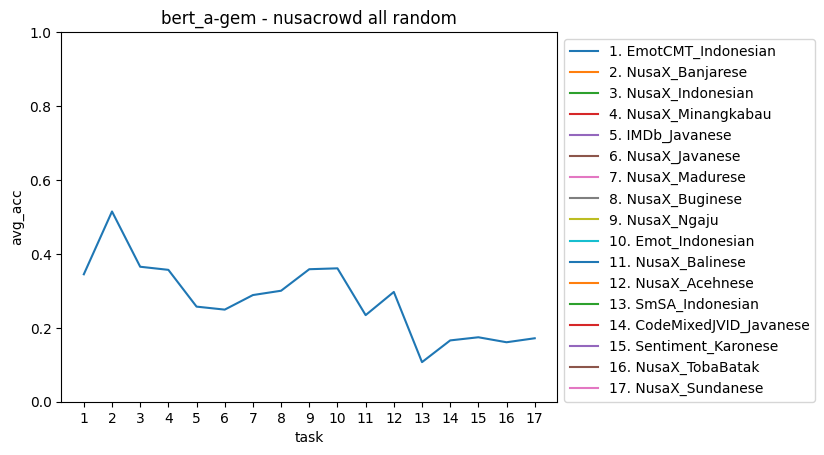 bert_a-gem - nusacrowd all random
1.0
0.8
0.6
0.4
0.2
0.0
avg_acc
1 2 3 4 5 6 7 8 9 10 11 12 13 14 15 16 17
task
1. EmotCMT_Indonesian
2. NusaX_Banjarese
3. NusaX_Indonesian
4. NusaX_Minangkabau
5. IMDb_Javanese
6. NusaX_Javanese
7. NusaX_Madurese
8. NusaX_Buginese
9. NusaX_Ngaju
10. Emot_Indonesian
11. NusaX_Balinese
12. NusaX_Acehnese
13. SmSA_Indonesian
14. CodeMixedJVID_Javanese
15. Sentiment_Karonese
16. NusaX_TobaBatak
17. NusaX_Sundanese